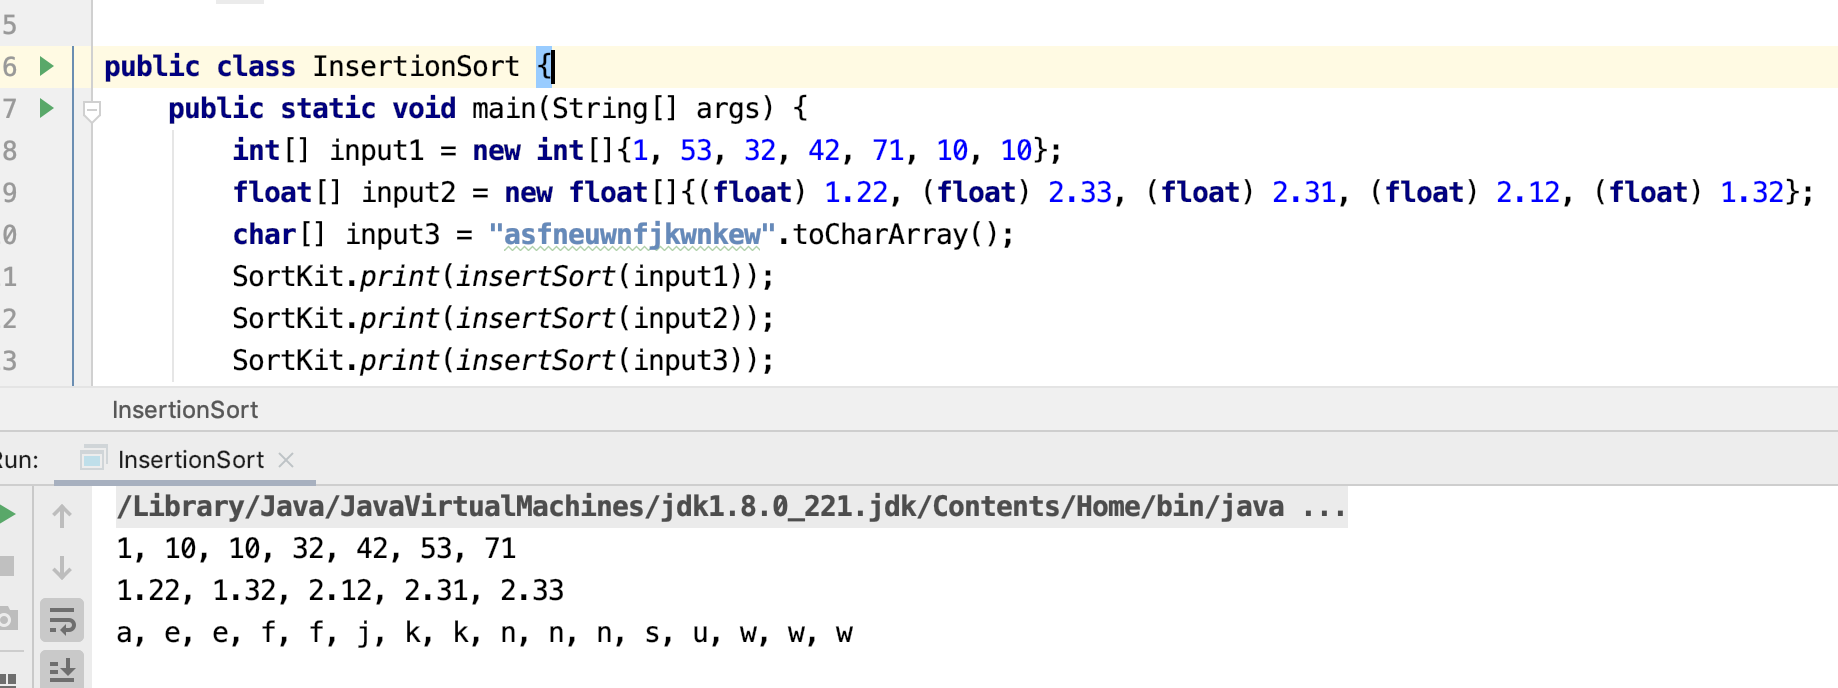 5
6 public class InsertionSort {
7 public static void main(String[] args) {
8 int[] input1 = new int[]{1, 53, 32, 42, 71, 10, 10};
9 float[] input2 = new float[]{(float) 1.22, (float) 2.33, (float) 2.31, (float) 2.12, (float) 1.32};
0 char[] input3 = "asfneuwnfjkwnkew".toCharArray();
1 SortKit.print(insertSort(input1));
2 SortKit.print(insertSort(input2));
3 SortKit.print(insertSort(input3));
InsertionSort
Run: InsertionSort
/Library/Java/JavaVirtualMachines/jdk1.8.0_221.jdk/Contents/Home/bin/java ...
1, 10, 10, 32, 42, 53, 71
1.22, 1.32, 2.12, 2.31, 2.33
a, e, e, f, f, j, k, k, n, n, n, s, u, w, w, w